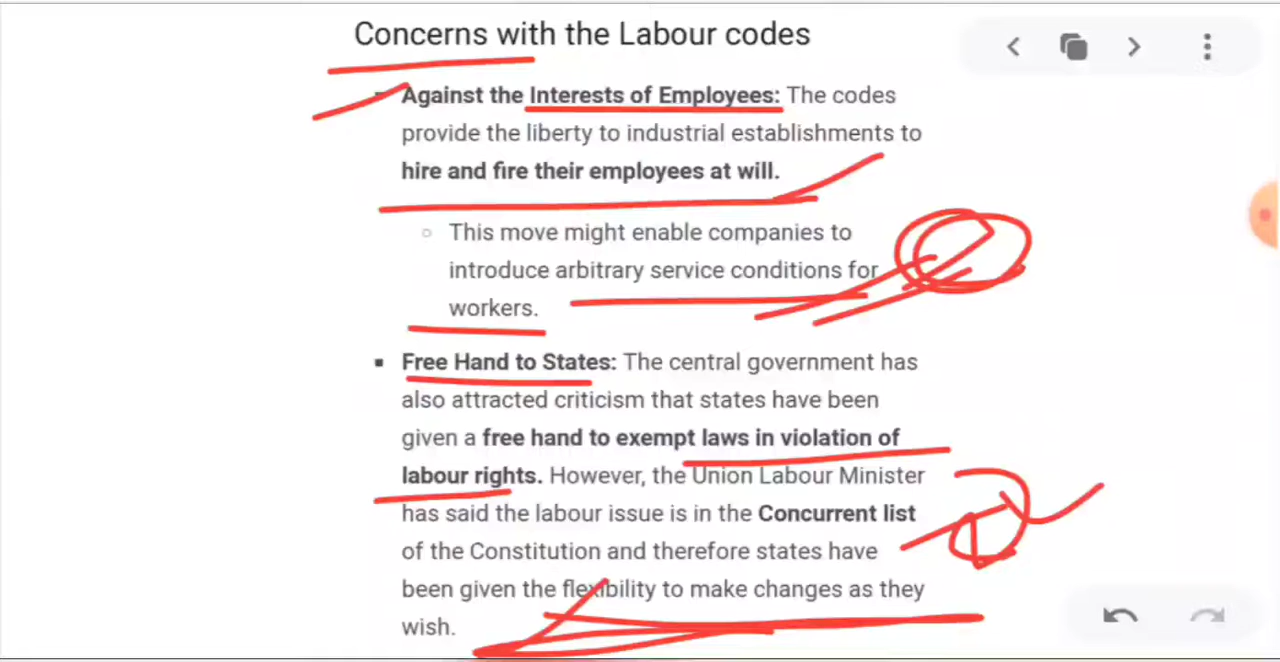 Concerns with the Labour codes
Against the Interests of Employees: The codes
provide the liberty to industrial establishments to
hire and fire their employees at will.
This move might enable companies to
introduce arbitrary service conditions for
workers.
Free Hand to States: The central government has
also attracted criticism that states have been
given a free hand to exempt laws in violation of
labour rights. However, the Union Labour Minister
has said the labour issue is in the Concurrent list
of the Constitution and therefore states have
been given the flexibility to make changes as they
wish.